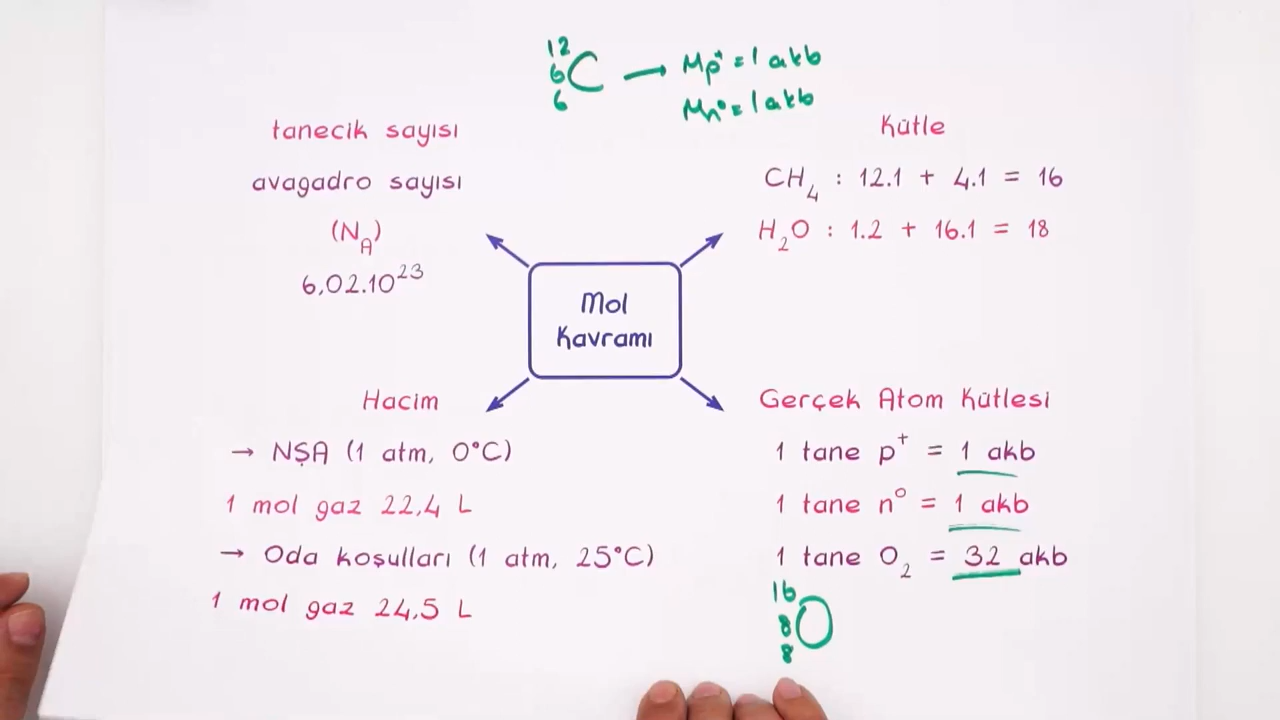 12
6C → Mp⁺ = 1 akb
6 Mn⁰ = 1 akb
tanecik sayısı
avagadro sayısı
(N_A)
6,02.10²³
Kütle
CH₄ : 12.1 + 4.1 = 16
H₂O : 1.2 + 16.1 = 18
Mol
Kavramı
Hacim
→ NŞA (1 atm, 0°C)
1 mol gaz 22,4 L
→ Oda koşulları (1 atm, 25°C)
1 mol gaz 24,5 L
Gerçek Atom Kütlesi
1 tane p⁺ = 1 akb
1 tane n⁰ = 1 akb
1 tane O₂ = 32 akb
16
8O
8